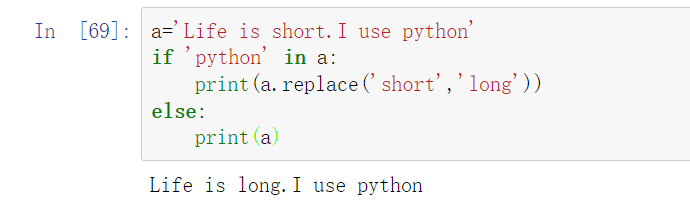 In [69]: a='Life is short.I use python'
if 'python' in a:
    print(a.replace('short','long'))
else:
    print(a)
Life is long.I use python